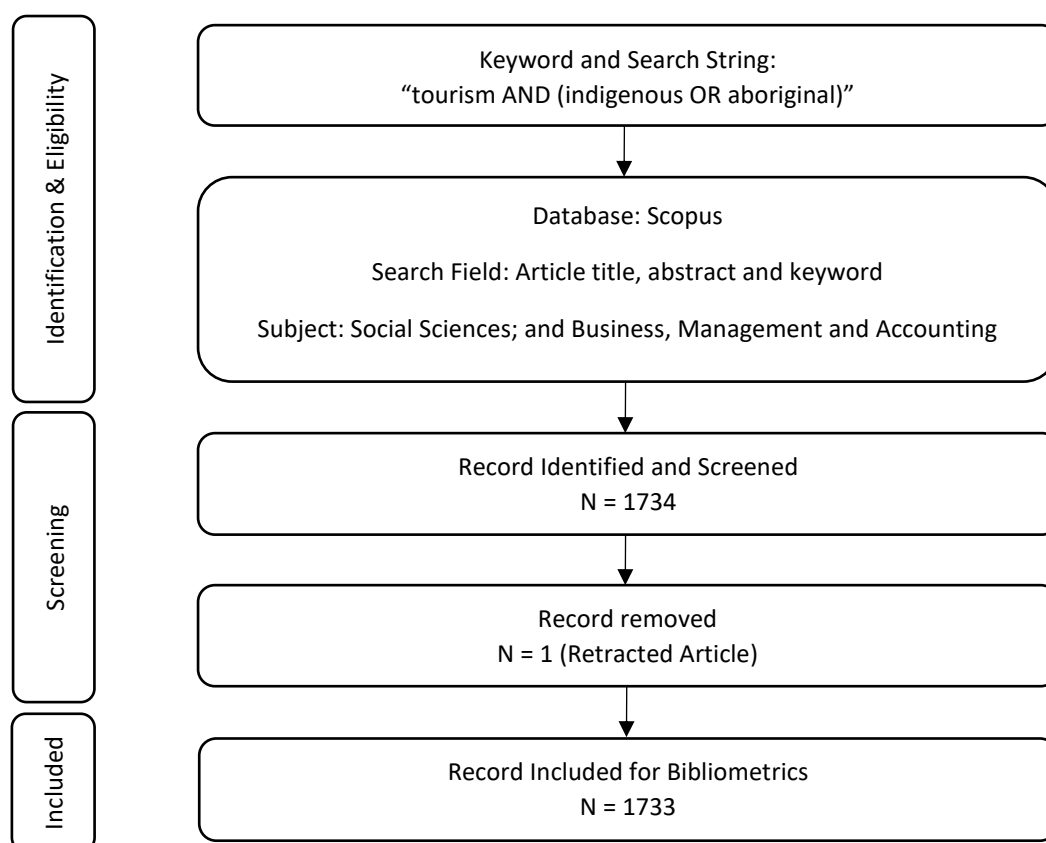 Identification & Eligibility
Keyword and Search String:
“tourism AND (indigenous OR aboriginal)”
Database: Scopus
Search Field: Article title, abstract and keyword
Subject: Social Sciences; and Business, Management and Accounting
Screening
Record Identified and Screened
N = 1734
Record removed
N = 1 (Retracted Article)
Included
Record Included for Bibliometrics
N = 1733